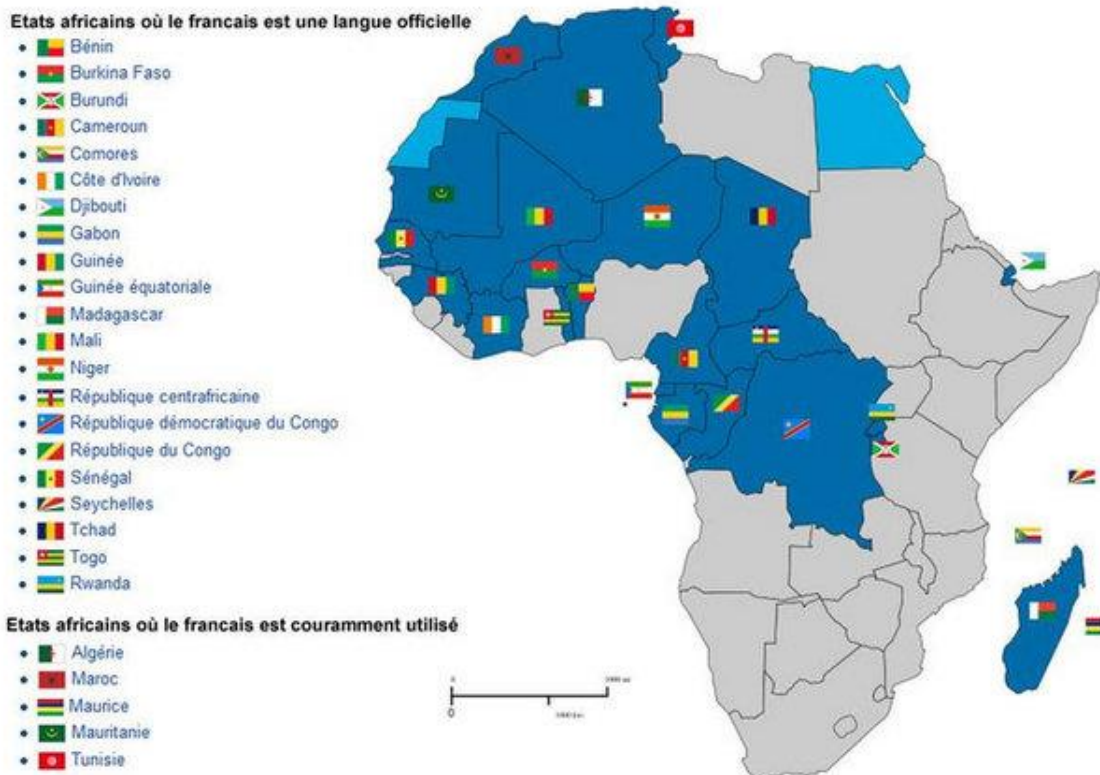 Etats africains où le francais est une langue officielle
Bénin
Burkina Faso
Burundi
Cameroun
Comores
Côte d'Ivoire
Djibouti
Gabon
Guinée
Guinée équatoriale
Madagascar
Mali
Niger
République centrafricaine
République démocratique du Congo
République du Congo
Sénégal
Seychelles
Tchad
Togo
Rwanda
Etats africains où le francais est couramment utilisé
Algérie
Maroc
Maurice
Mauritanie
Tunisie
0
0